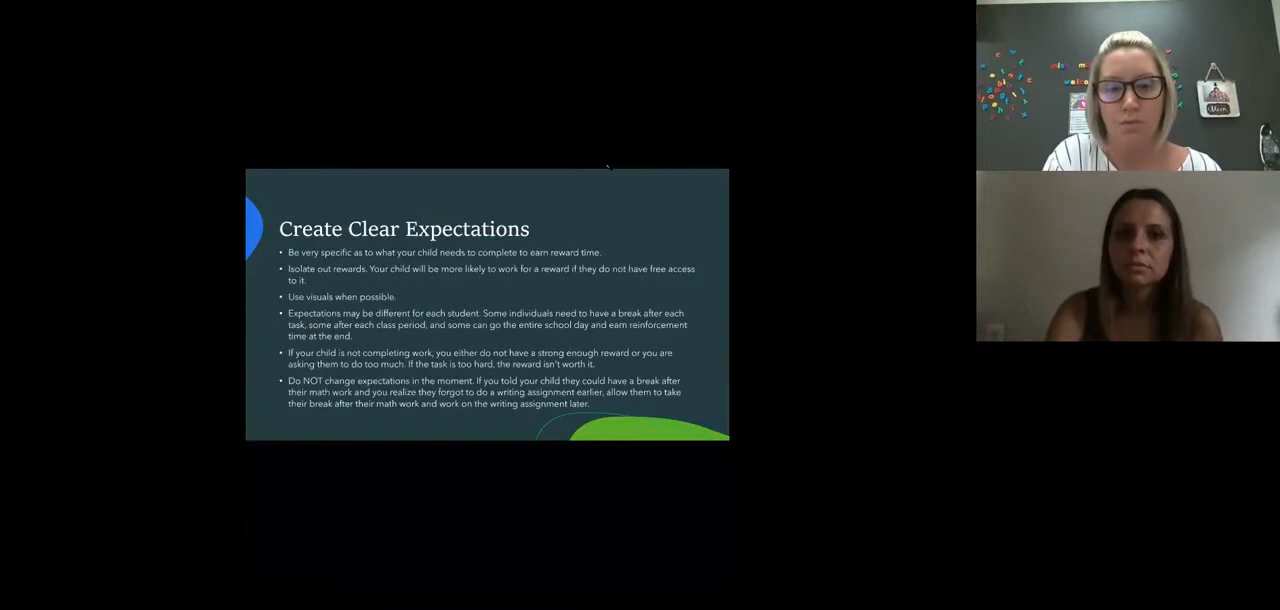 Create Clear Expectations
• Be very specific as to what your child needs to complete to earn reward time.
• Isolate out rewards. Your child will be more likely to work for a reward if they do not have free access
to it.
• Use visuals when possible.
• Expectations may be different for each student. Some individuals need to have a break after each
task, some after each class period, and some can go the entire school day and earn reinforcement
time at the end.
• If your child is not completing work, you either do not have a strong enough reward or you are
asking them to do too much. If the task is too hard, the reward isn't worth it.
• Do NOT change expectations in the moment. If you told your child they could have a break after
their math work and you realize they forgot to do a writing assignment earlier, allow them to take
their break after their math work and work on the writing assignment later.